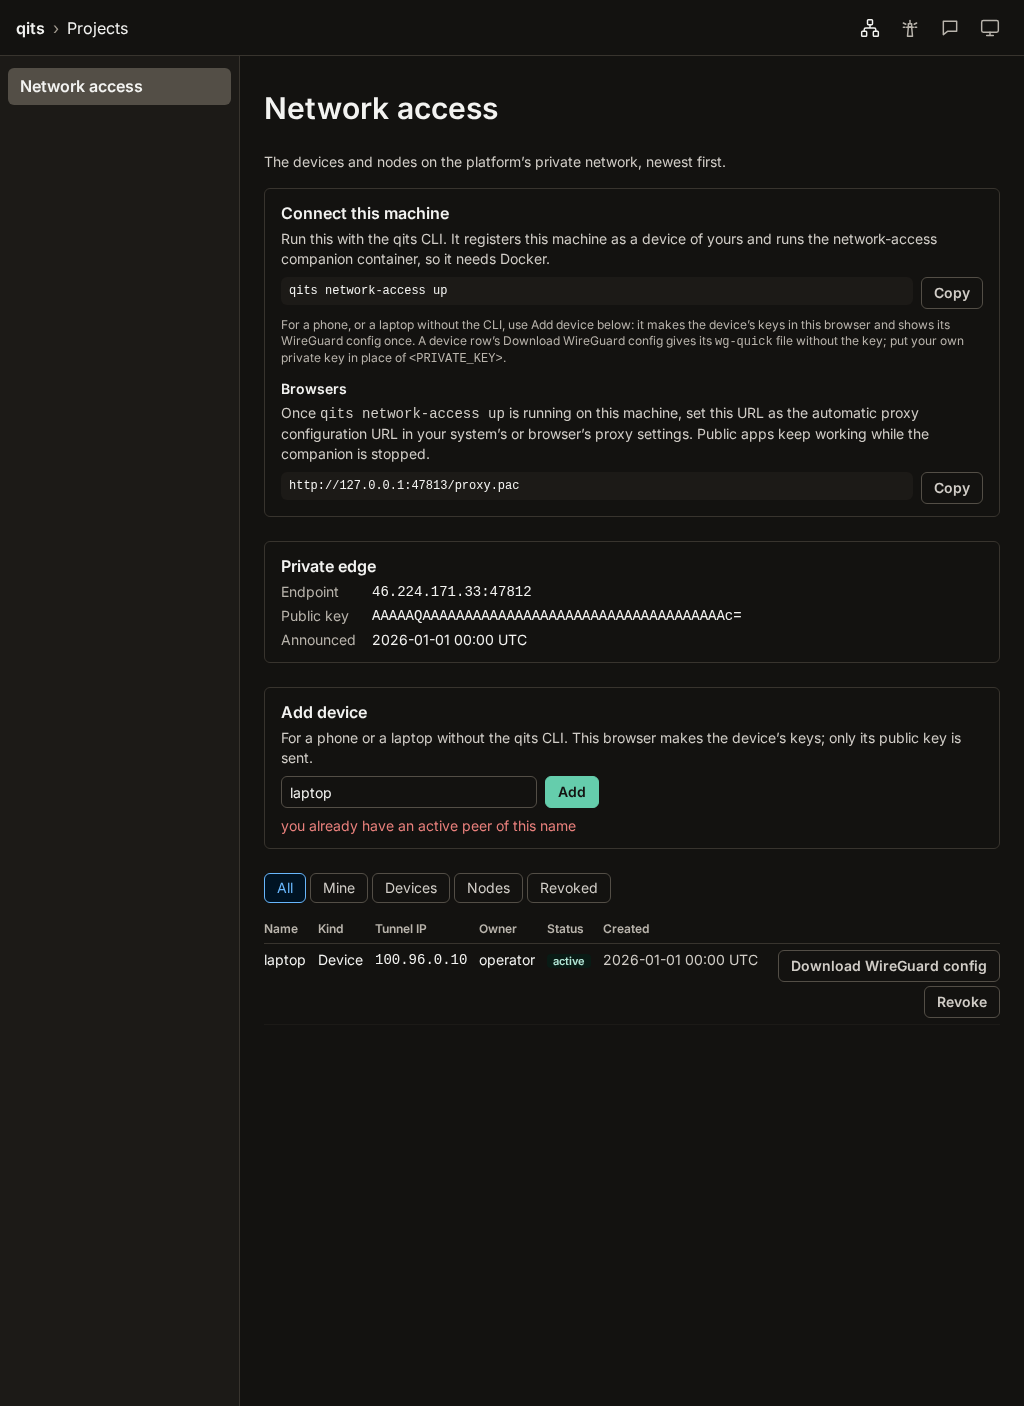 qits › Projects
Network access
Network access
The devices and nodes on the platform’s private network, newest first.
Connect this machine
Run this with the qits CLI. It registers this machine as a device of yours and runs the network-access
companion container, so it needs Docker.
qits network-access up
Copy
For a phone, or a laptop without the CLI, use Add device below: it makes the device’s keys in this browser and shows its
WireGuard config once. A device row’s Download WireGuard config gives its wg-quick file without the key; put your own
private key in place of <PRIVATE_KEY>.
Browsers
Once qits network-access up is running on this machine, set this URL as the automatic proxy
configuration URL in your system’s or browser’s proxy settings. Public apps keep working while the
companion is stopped.
http://127.0.0.1:47813/proxy.pac
Copy
Private edge
Endpoint 46.224.171.33:47812
Public key AAAAAQAAAAAAAAAAAAAAAAAAAAAAAAAAAAAAAAAAAAc=
Announced 2026-01-01 00:00 UTC
Add device
For a phone or a laptop without the qits CLI. This browser makes the device’s keys; only its public key is
sent.
laptop
Add
you already have an active peer of this name
All Mine Devices Nodes Revoked
Name Kind Tunnel IP Owner Status Created
laptop Device 100.96.0.10 operator active 2026-01-01 00:00 UTC Download WireGuard config
Revoke